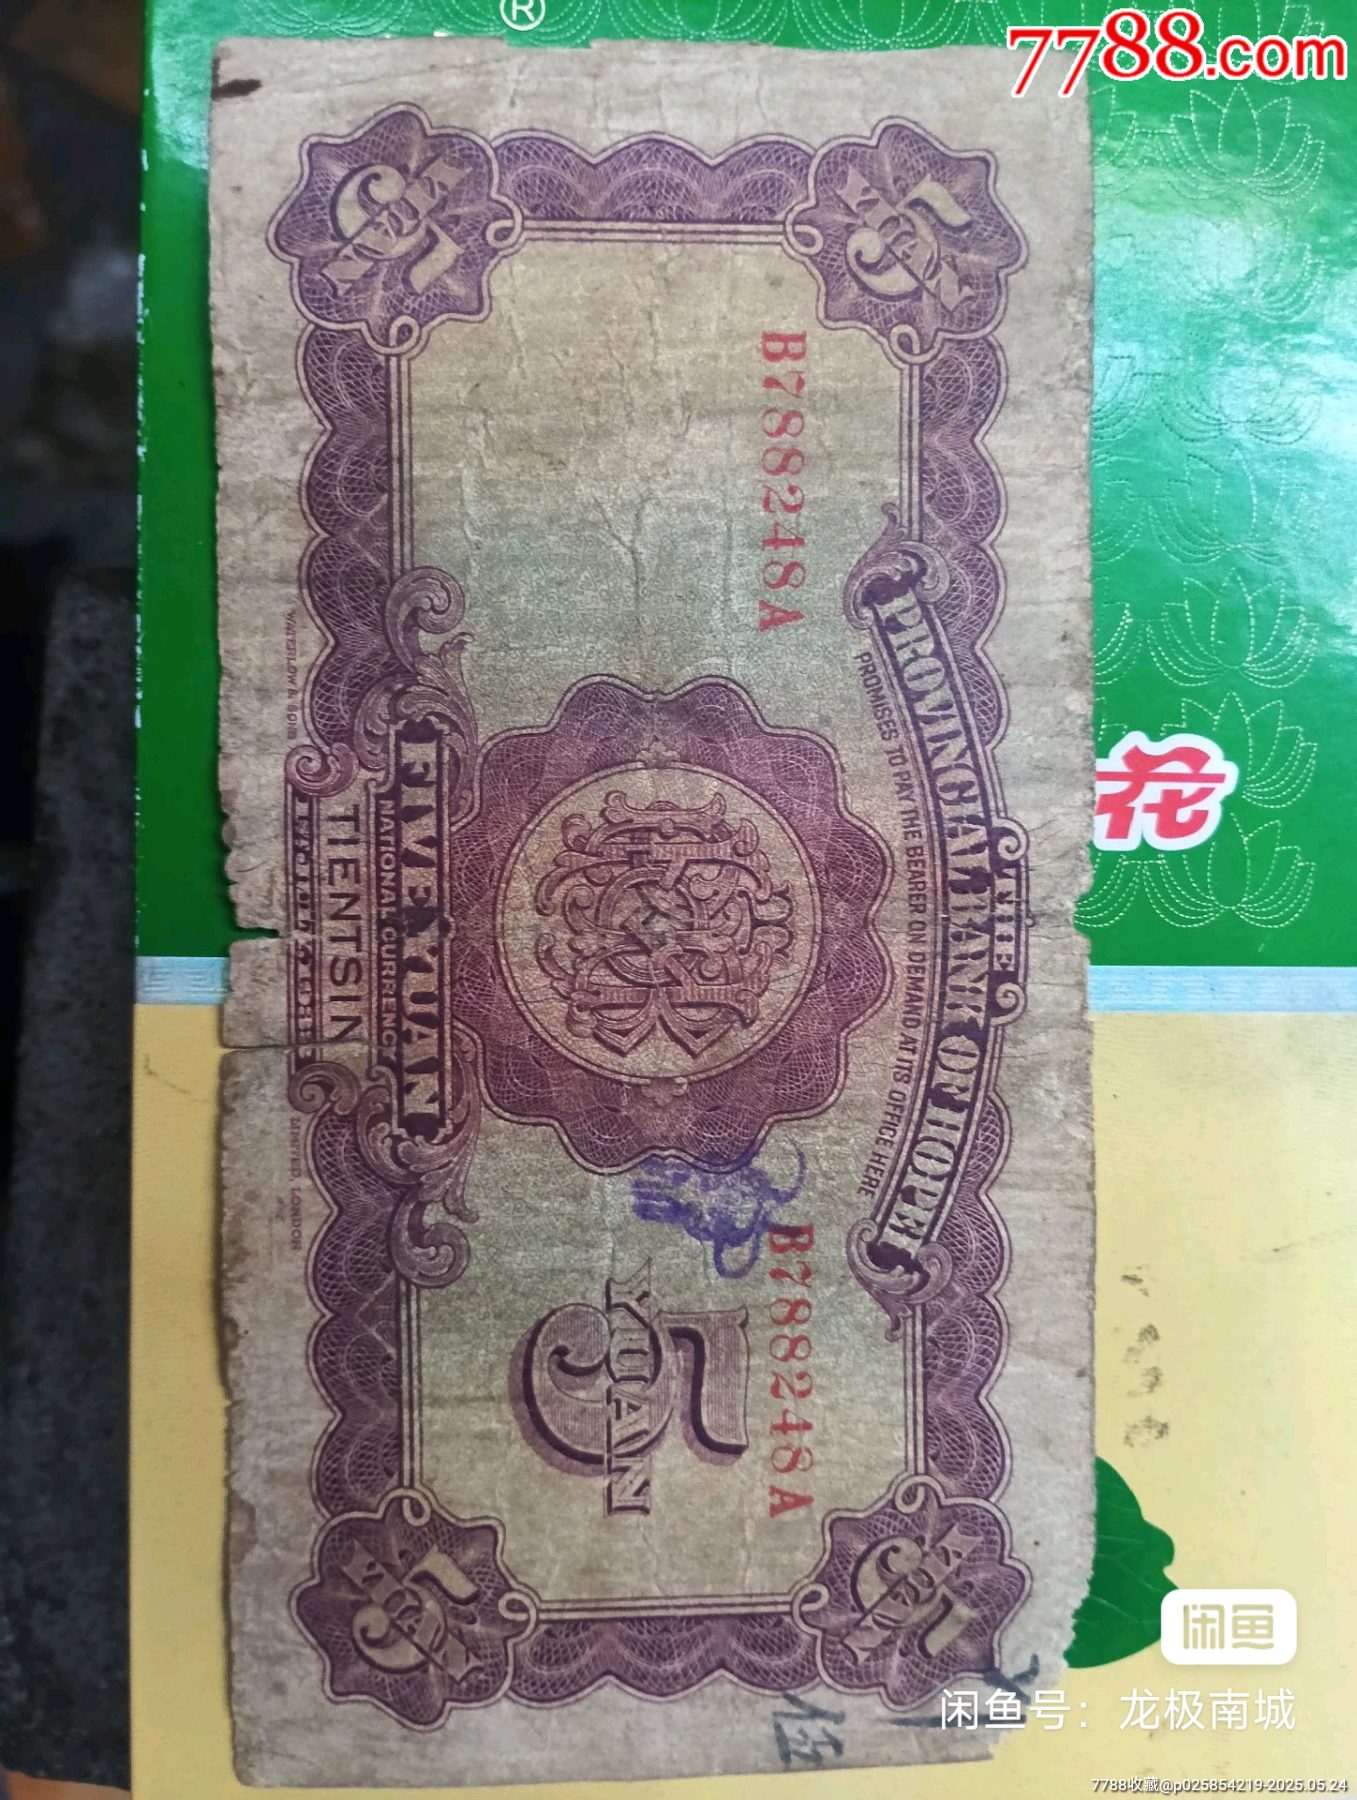 ®
7788.com
花
THE
PROVINCIAL BANK OF HOPEI
PROMISES TO PAY THE BEARER ON DEMAND AT ITS OFFICE HERE
B788248A
B788248A
5
YUAN
FIVE YUAN
NATIONAL CURRENCY
TIENTSIN
WATERLOW & SONS LIMITED, LONDON
伍
闲鱼
闲鱼号：龙极南城
7788收藏@p025854219-2025.05.24